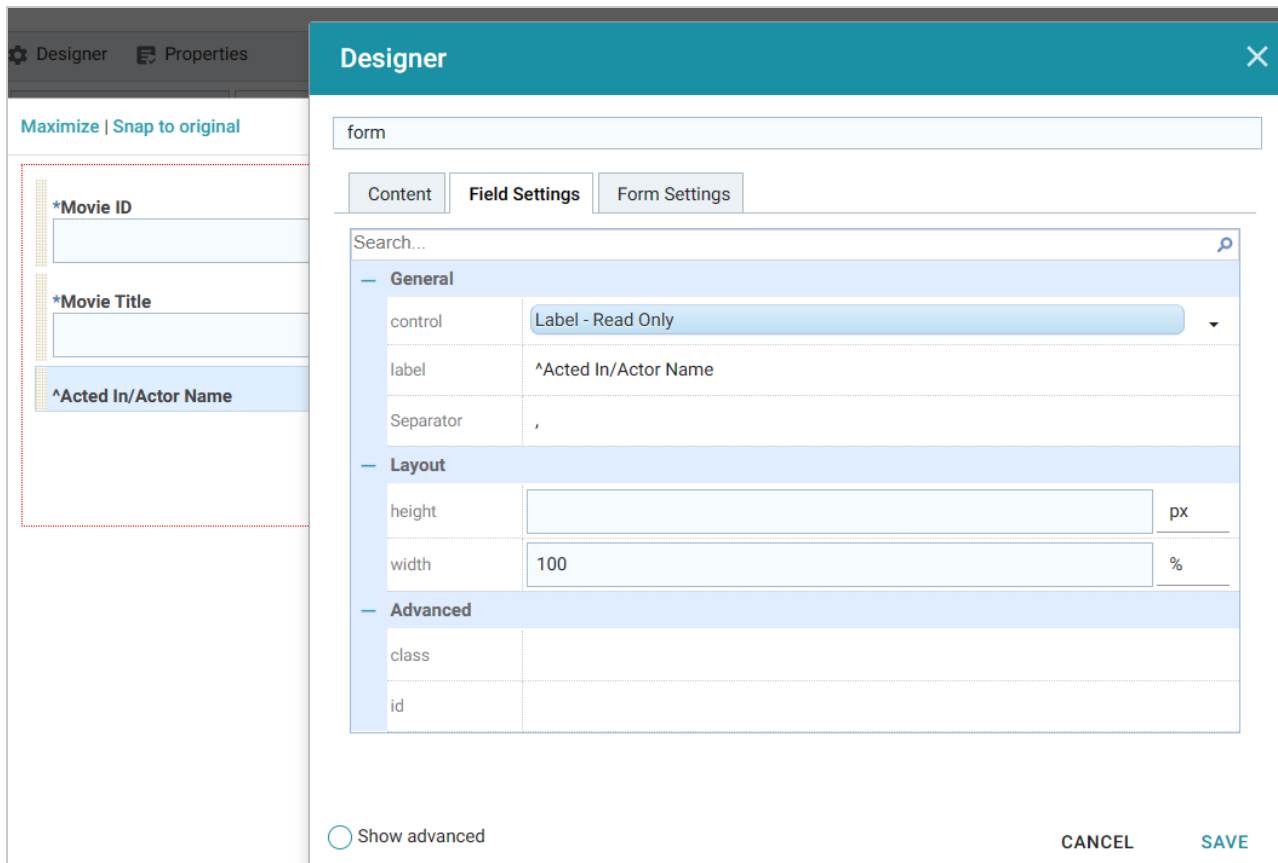 Designer Properties
Maximize | Snap to original
*Movie ID
*Movie Title
^Acted In/Actor Name
Designer
form
Content Field Settings Form Settings
Search...
General
control Label - Read Only
label ^Acted In/Actor Name
Separator ,
Layout
height px
width 100 %
Advanced
class
id
Show advanced
CANCEL SAVE